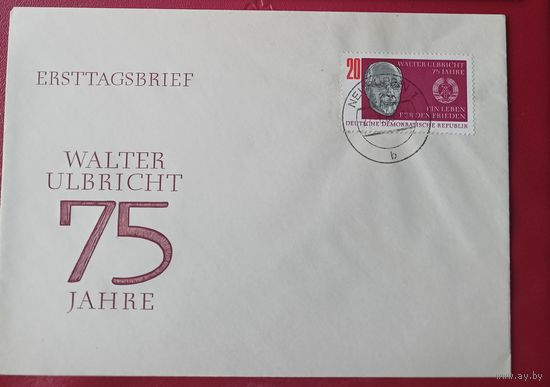 ERSTTAGSBRIEF
WALTER
ULBRICHT
75
JAHRE
20
WALTER ULBRICHT
75 JAHRE
EIN LEBEN
FÜR DEN FRIEDEN
DEUTSCHE DEMOKRATISCHE REPUBLIK
b
www.ay.by